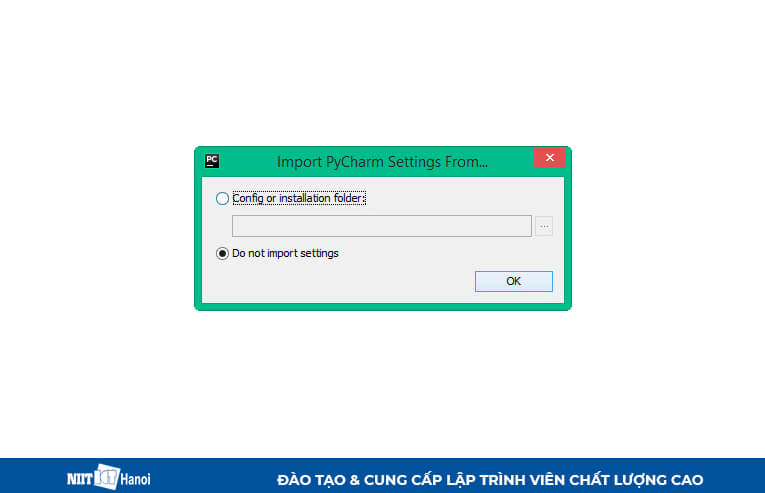 PC
Import PyCharm Settings From...
Config or installation folder:
...
Do not import settings
OK
NIIT ICT Hanoi
ĐÀO TẠO & CUNG CẤP LẬP TRÌNH VIÊN CHẤT LƯỢNG CAO